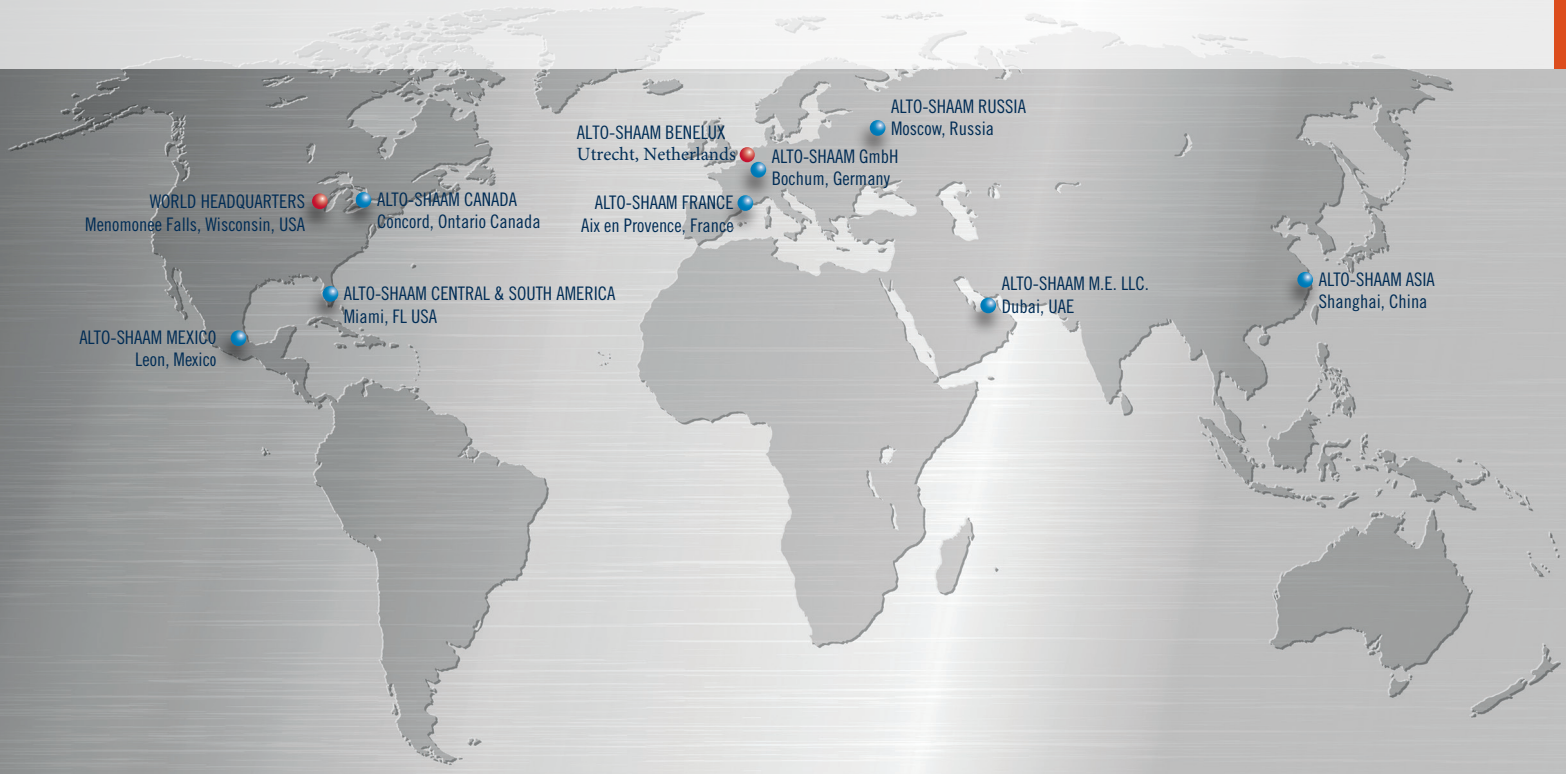 ALTO-SHAAM RUSSIA
Moscow, Russia
ALTO-SHAAM BENELUX
Utrecht, Netherlands
ALTO-SHAAM GmbH
Bochum, Germany
WORLD HEADQUARTERS
Menomonee Falls, Wisconsin, USA
ALTO-SHAAM CANADA
Concord, Ontario Canada
ALTO-SHAAM FRANCE
Aix en Provence, France
ALTO-SHAAM M.E. LLC.
Dubai, UAE
ALTO-SHAAM ASIA
Shanghai, China
ALTO-SHAAM CENTRAL & SOUTH AMERICA
Miami, FL USA
ALTO-SHAAM MEXICO
Leon, Mexico